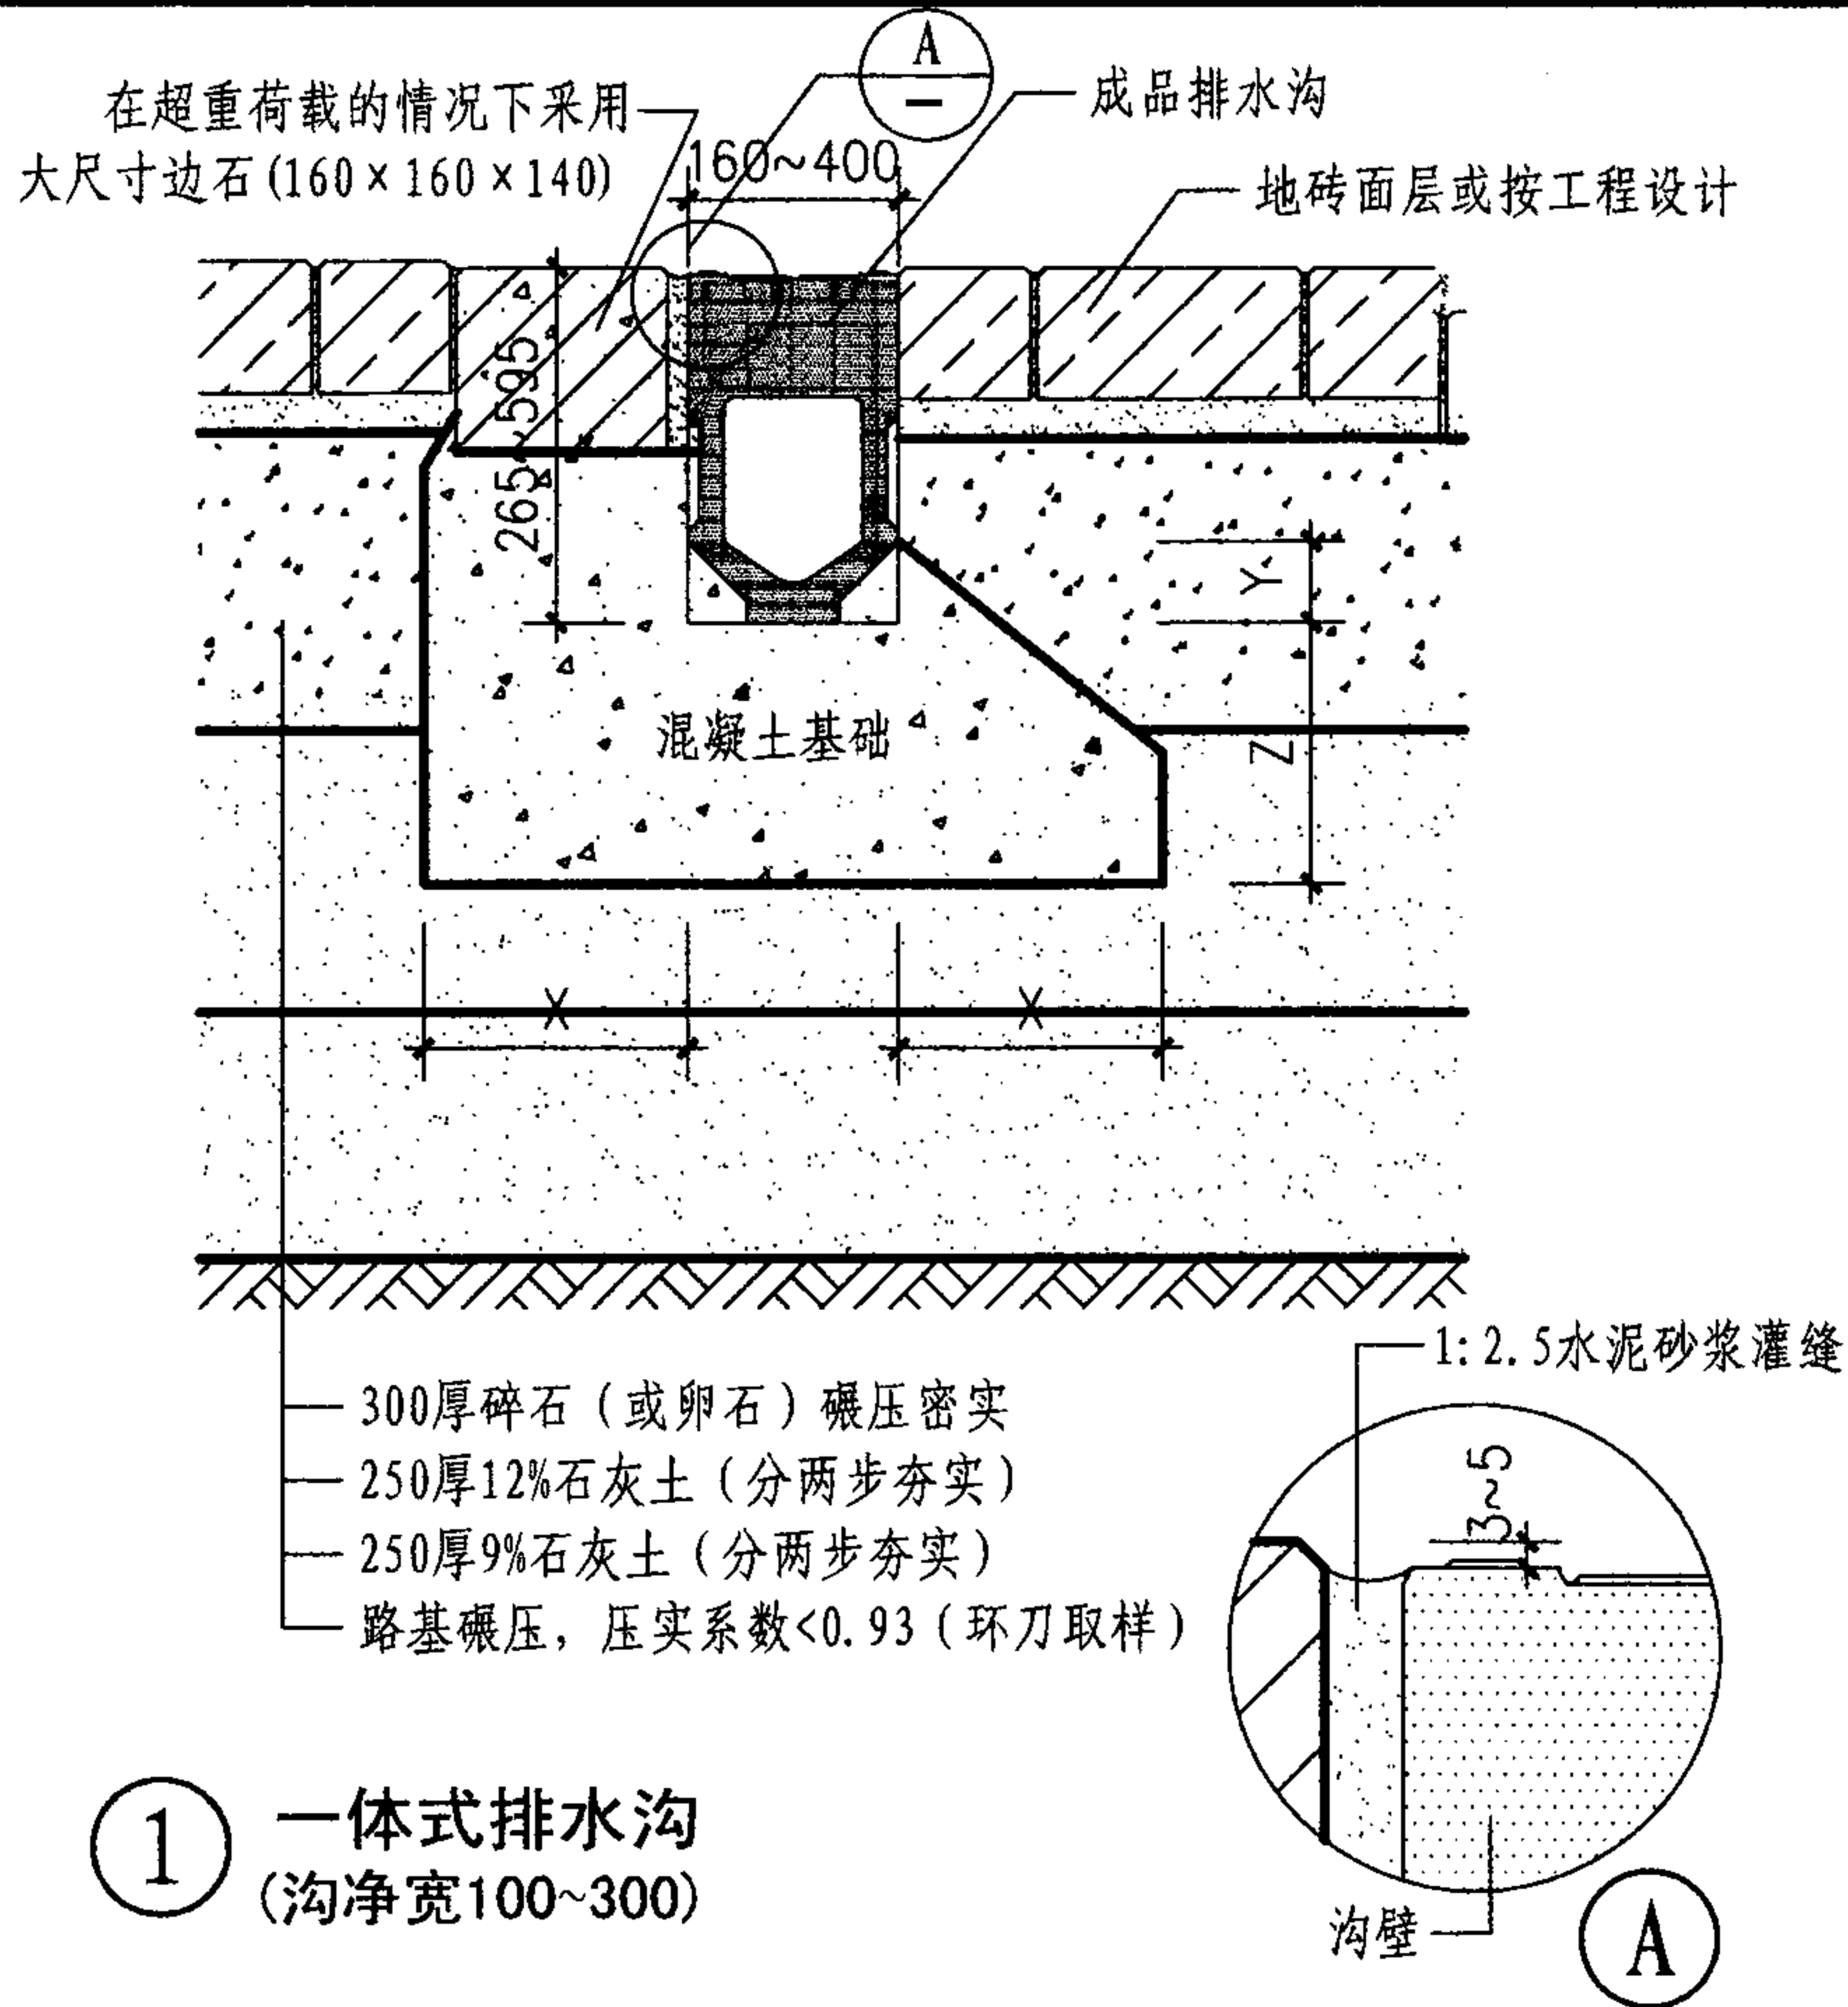 A
在超重荷载的情况下采用
大尺寸边石(160×160×140)
成品排水沟
160~400
地砖面层或按工程设计
265~595
Y
混凝土基础
Z
X
X
1:2.5水泥砂浆灌缝
300厚碎石(或卵石)碾压密实
250厚12%石灰土(分两步夯实)
250厚9%石灰土(分两步夯实)
路基碾压,压实系数<0.93(环刀取样)
3~5
1
一体式排水沟
(沟净宽100~300)
沟壁
A